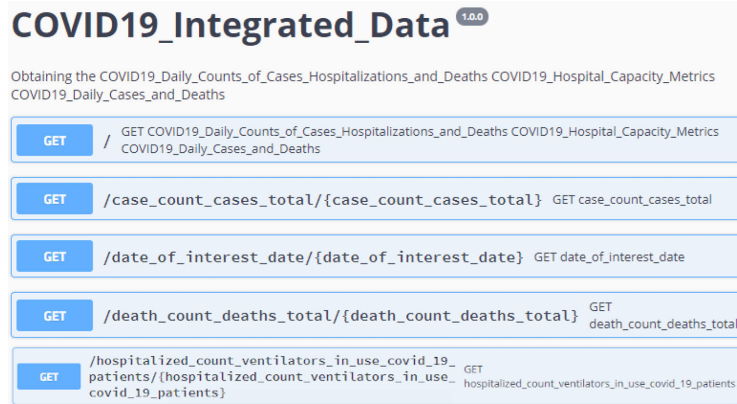 COVID19_Integrated_Data 1.0.0
Obtaining the COVID19_Daily_Counts_of_Cases_Hospitalizations_and_Deaths COVID19_Hospital_Capacity_Metrics
COVID19_Daily_Cases_and_Deaths
GET / GET COVID19_Daily_Counts_of_Cases_Hospitalizations_and_Deaths COVID19_Hospital_Capacity_Metrics
COVID19_Daily_Cases_and_Deaths
GET /case_count_cases_total/{case_count_cases_total} GET case_count_cases_total
GET /date_of_interest_date/{date_of_interest_date} GET date_of_interest_date
GET /death_count_deaths_total/{death_count_deaths_total} GET
death_count_deaths_total
GET /hospitalized_count_ventilators_in_use_covid_19_
patients/{hospitalized_count_ventilators_in_use_
covid_19_patients}
GET
hospitalized_count_ventilators_in_use_covid_19_patients